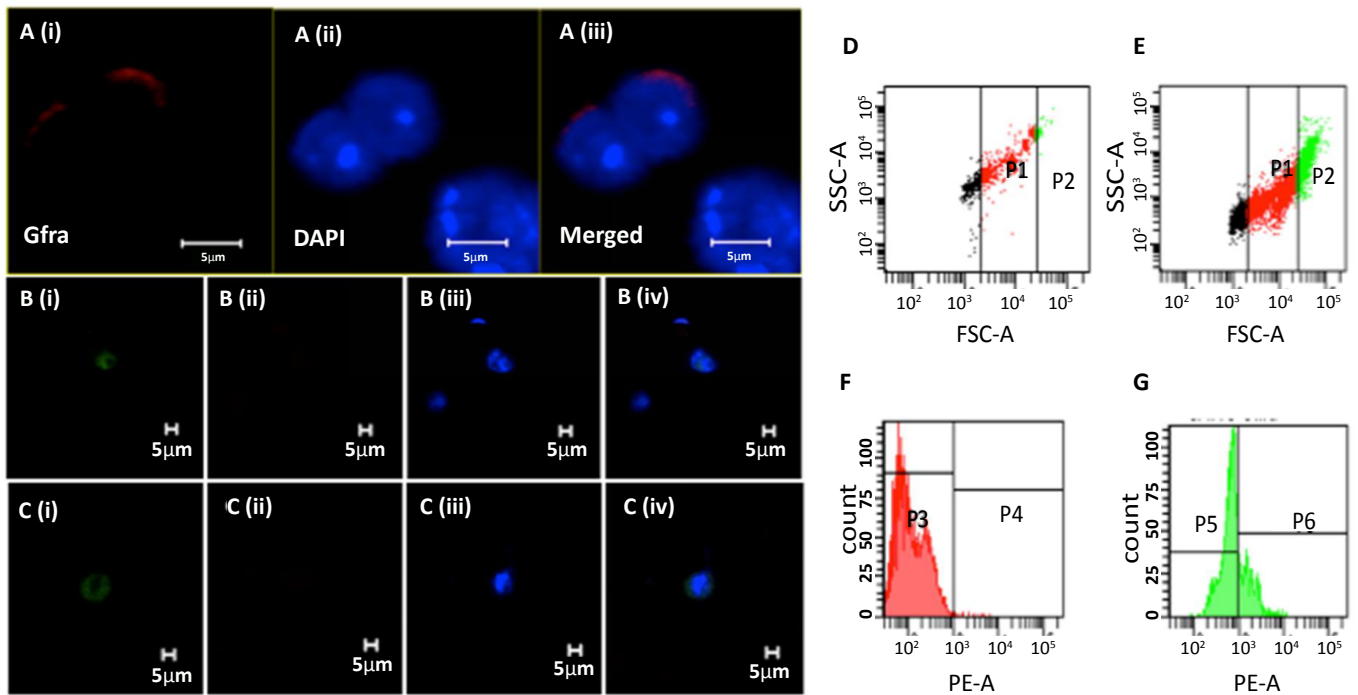 A (i)
A (ii)
A (iii)
Gfra
5μm
DAPI
5μm
Merged
5μm
B (i)
B (ii)
B (iii)
B (iv)
5μm
5μm
5μm
5μm
C (i)
C (ii)
C (iii)
C (iv)
5μm
5μm
5μm
5μm
D
SSC-A
10⁵
10⁴
10³
10²
P1
P2
10² 10³ 10⁴ 10⁵
FSC-A
E
SSC-A
10⁵
10⁴
10³
10²
P1
P2
10² 10³ 10⁴ 10⁵
FSC-A
F
count
100
75
50
25
0
P3
P4
10² 10³ 10⁴ 10⁵
PE-A
G
count
100
75
50
25
0
P5
P6
10² 10³ 10⁴ 10⁵
PE-A